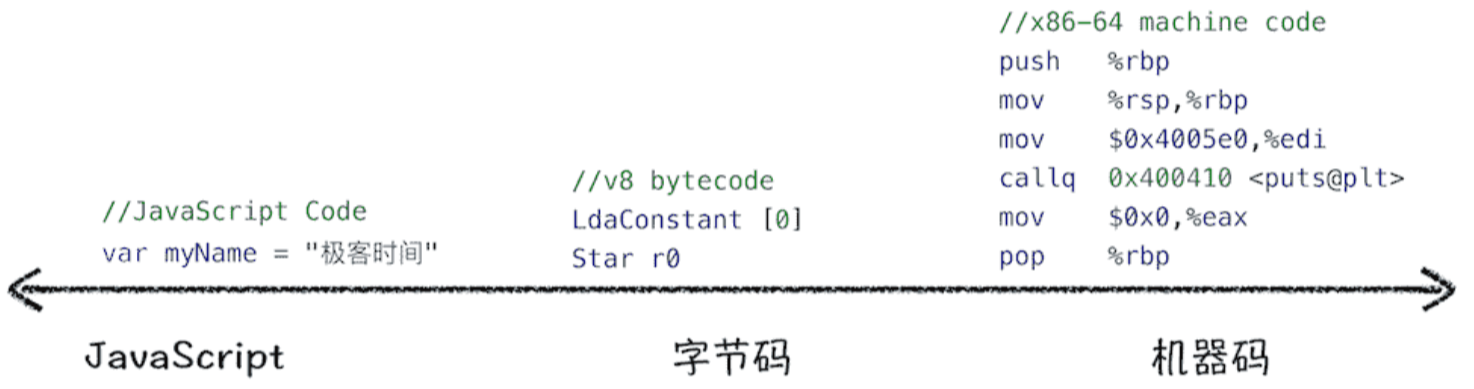 //JavaScript Code
var myName = "极客时间"
//v8 bytecode
LdaConstant [0]
Star r0
//x86-64 machine code
push %rbp
mov %rsp,%rbp
mov $0x4005e0,%edi
callq 0x400410 <puts@plt>
mov $0x0,%eax
pop %rbp
JavaScript
字节码
机器码